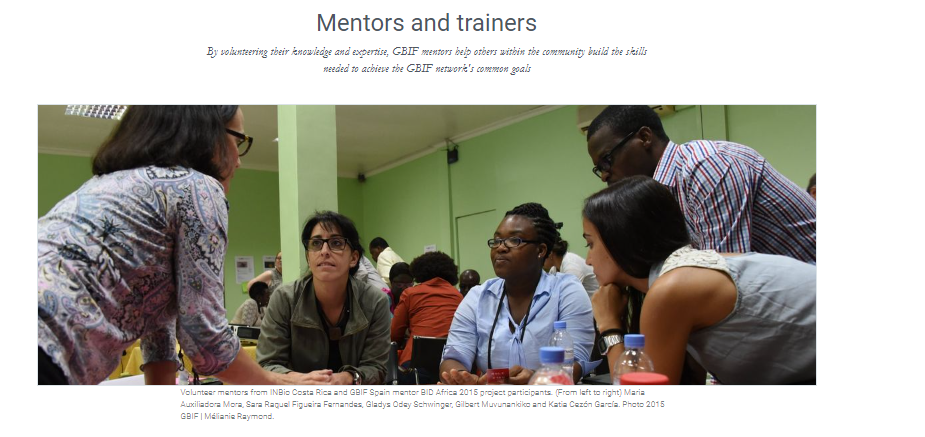 Mentors and trainers
By volunteering their knowledge and expertise, GBIF mentors help others within the community build the skills
needed to achieve the GBIF network's common goals
Volunteer mentors from INBio Costa Rica and GBIF Spain mentor BID Africa 2015 project participants. (From left to right) Maria
Auxiliadora Mora, Sara Raquel Figueira Fernandes, Gladys Odey Schwinger, Gilbert Muvunankiko and Katia Cezón García. Photo 2015
GBIF | Mélianie Raymond.